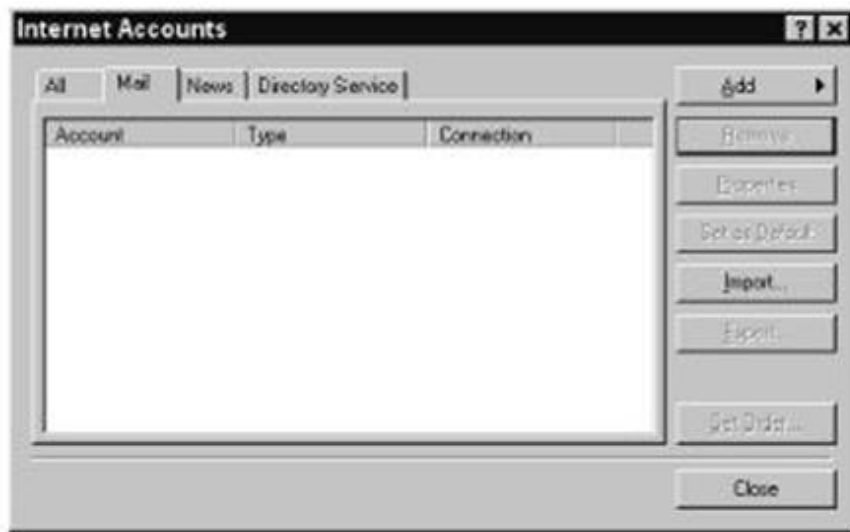 Internet Accounts
All Mail News Directory Service
Account Type Connection
Add
Remove
Properties
Set as Default
Import...
Export...
Set Order...
Close